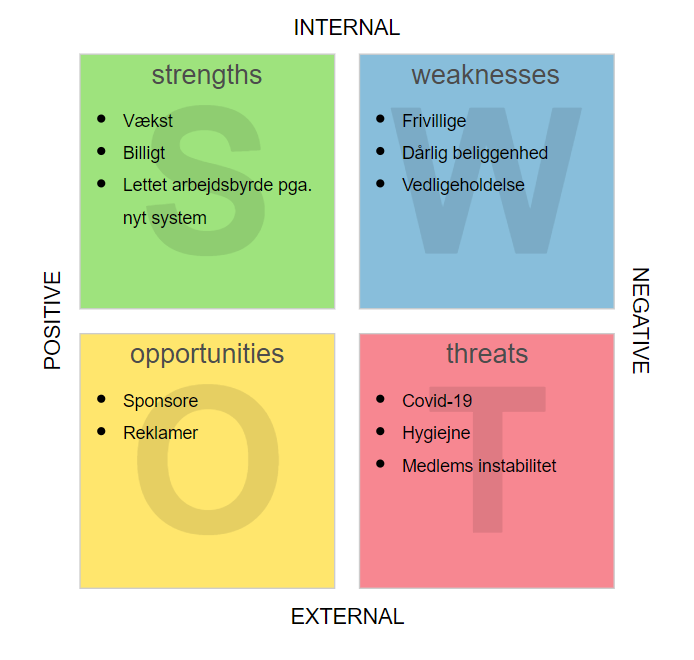 INTERNAL
strengths
S
Vækst
Billigt
Lettet arbejdsbyrde pga.
nyt system
weaknesses
W
Frivillige
Dårlig beliggenhed
Vedligeholdelse
POSITIVE
NEGATIVE
opportunities
O
Sponsore
Reklamer
threats
T
Covid-19
Hygiejne
Medlems instabilitet
EXTERNAL